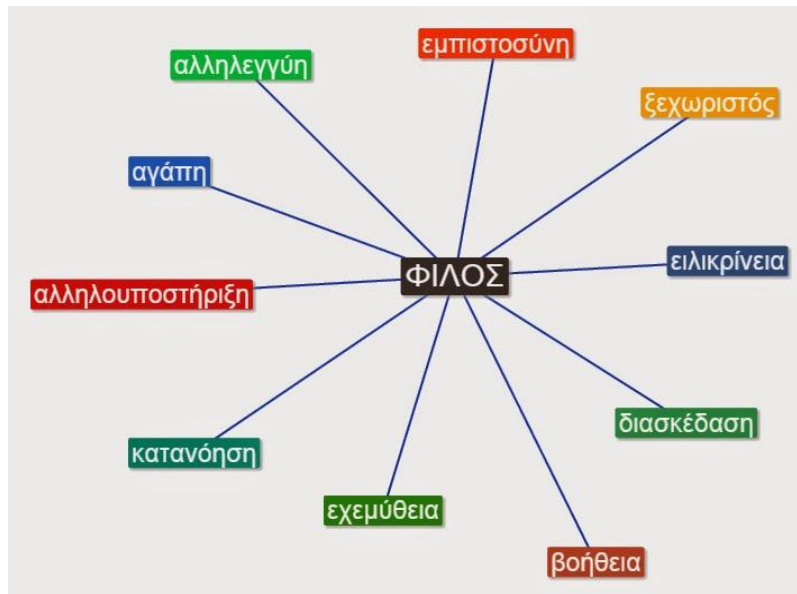 εμπιστοσύνη
αλληλεγγύη
ξεχωριστός
αγάπη
ειλικρίνεια
ΦΙΛΟΣ
αλληλουποστήριξη
διασκέδαση
κατανόηση
εχεμύθεια
βοήθεια